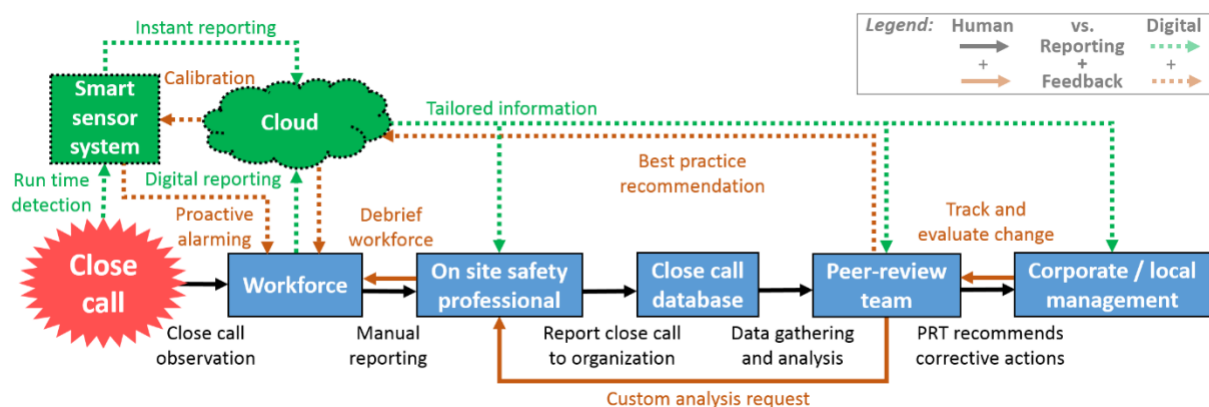 Instant reporting
Legend: Human vs. Digital
Reporting
+ + +
Feedback
Calibration
Smart
sensor
system
Cloud
Tailored information
Best practice
recommendation
Run time
detection
Digital reporting
Proactive
alarming
Debrief
workforce
Track and
evaluate change
Close
call
Workforce
On site safety
professional
Close call
database
Peer-review
team
Corporate / local
management
Close call
observation
Manual
reporting
Report close call
to organization
Data gathering
and analysis
PRT recommends
corrective actions
Custom analysis request